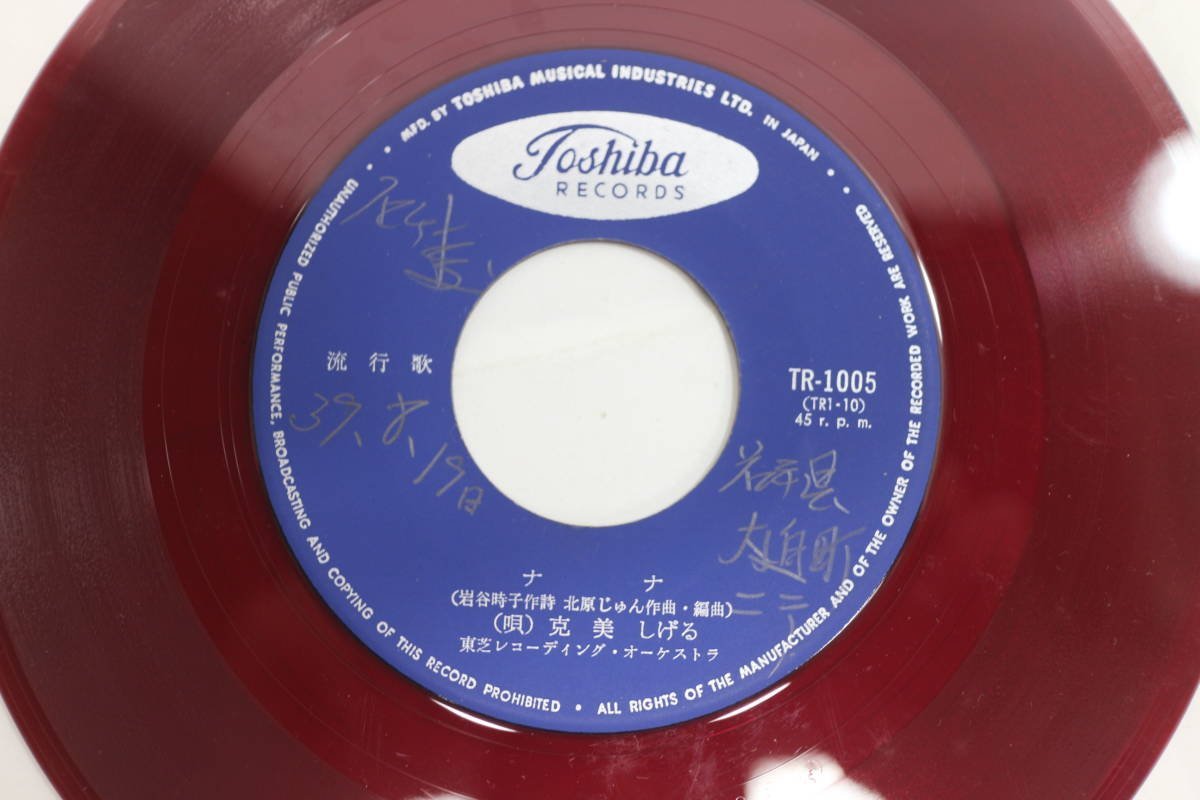 MFD. BY TOSHIBA MUSICAL INDUSTRIES LTD. IN JAPAN
Toshiba
RECORDS
流行歌
39.8.19日
TR-1005
(TR1-10)
45 r. p. m.
県
町
ナナ
(岩谷時子作詩 北原じゅん作曲・編曲)
(唄) 克美 しげる
東芝レコーディング・オーケストラ
UNAUTHORIZED PUBLIC PERFORMANCE, BROADCASTING AND COPYING OF THIS RECORD PROHIBITED • ALL RIGHTS OF THE MANUFACTURER AND OF THE OWNER OF THE RECORDED WORK ARE RESERVED